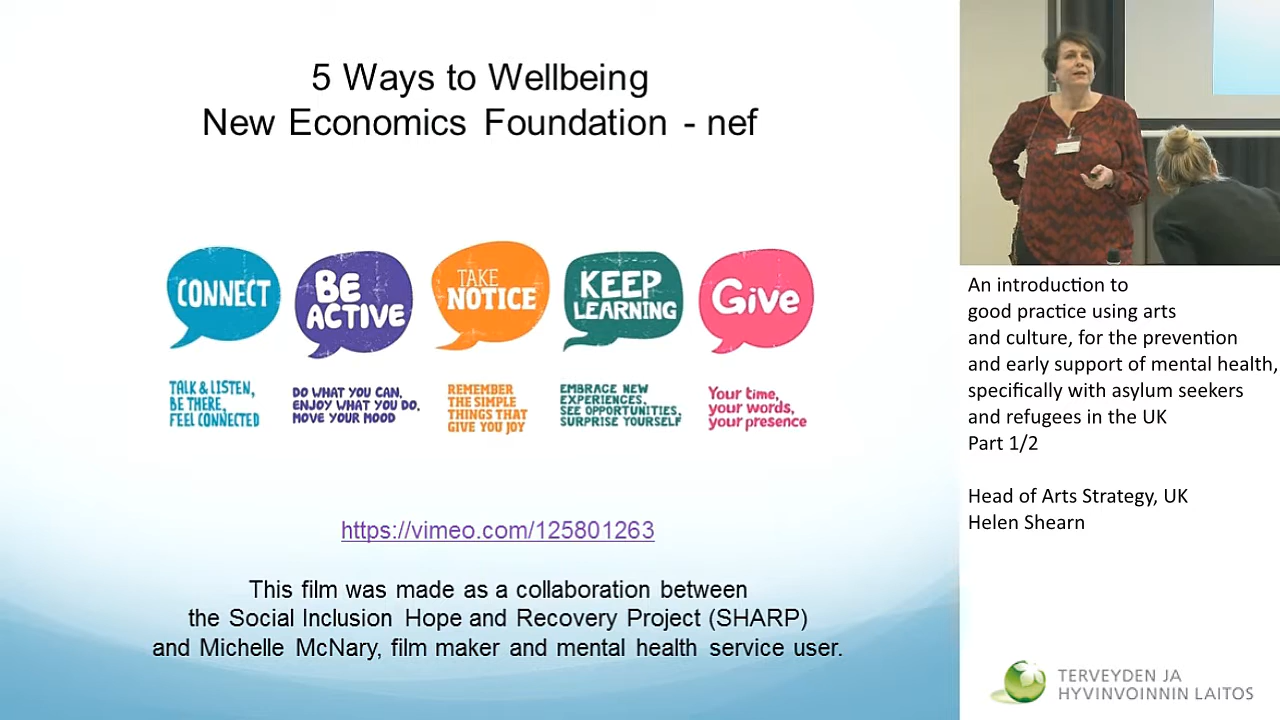 5 Ways to Wellbeing
New Economics Foundation - nef
CONNECT
BE
ACTIVE
TAKE
NOTICE
KEEP
LEARNING
Give
TALK & LISTEN,
BE THERE,
FEEL CONNECTED
DO WHAT YOU CAN,
ENJOY WHAT YOU DO,
MOVE YOUR MOOD
REMEMBER
THE SIMPLE
THINGS THAT
GIVE YOU JOY
EMBRACE NEW
EXPERIENCES,
SEE OPPORTUNITIES,
SURPRISE YOURSELF
Your time,
your words,
your presence
https://vimeo.com/125801263
This film was made as a collaboration between
the Social Inclusion Hope and Recovery Project (SHARP)
and Michelle McNary, film maker and mental health service user.
An introduction to
good practice using arts
and culture, for the prevention
and early support of mental health,
specifically with asylum seekers
and refugees in the UK
Part 1/2
Head of Arts Strategy, UK
Helen Shearn
TERVEYDEN JA
HYVINVOINNIN LAITOS